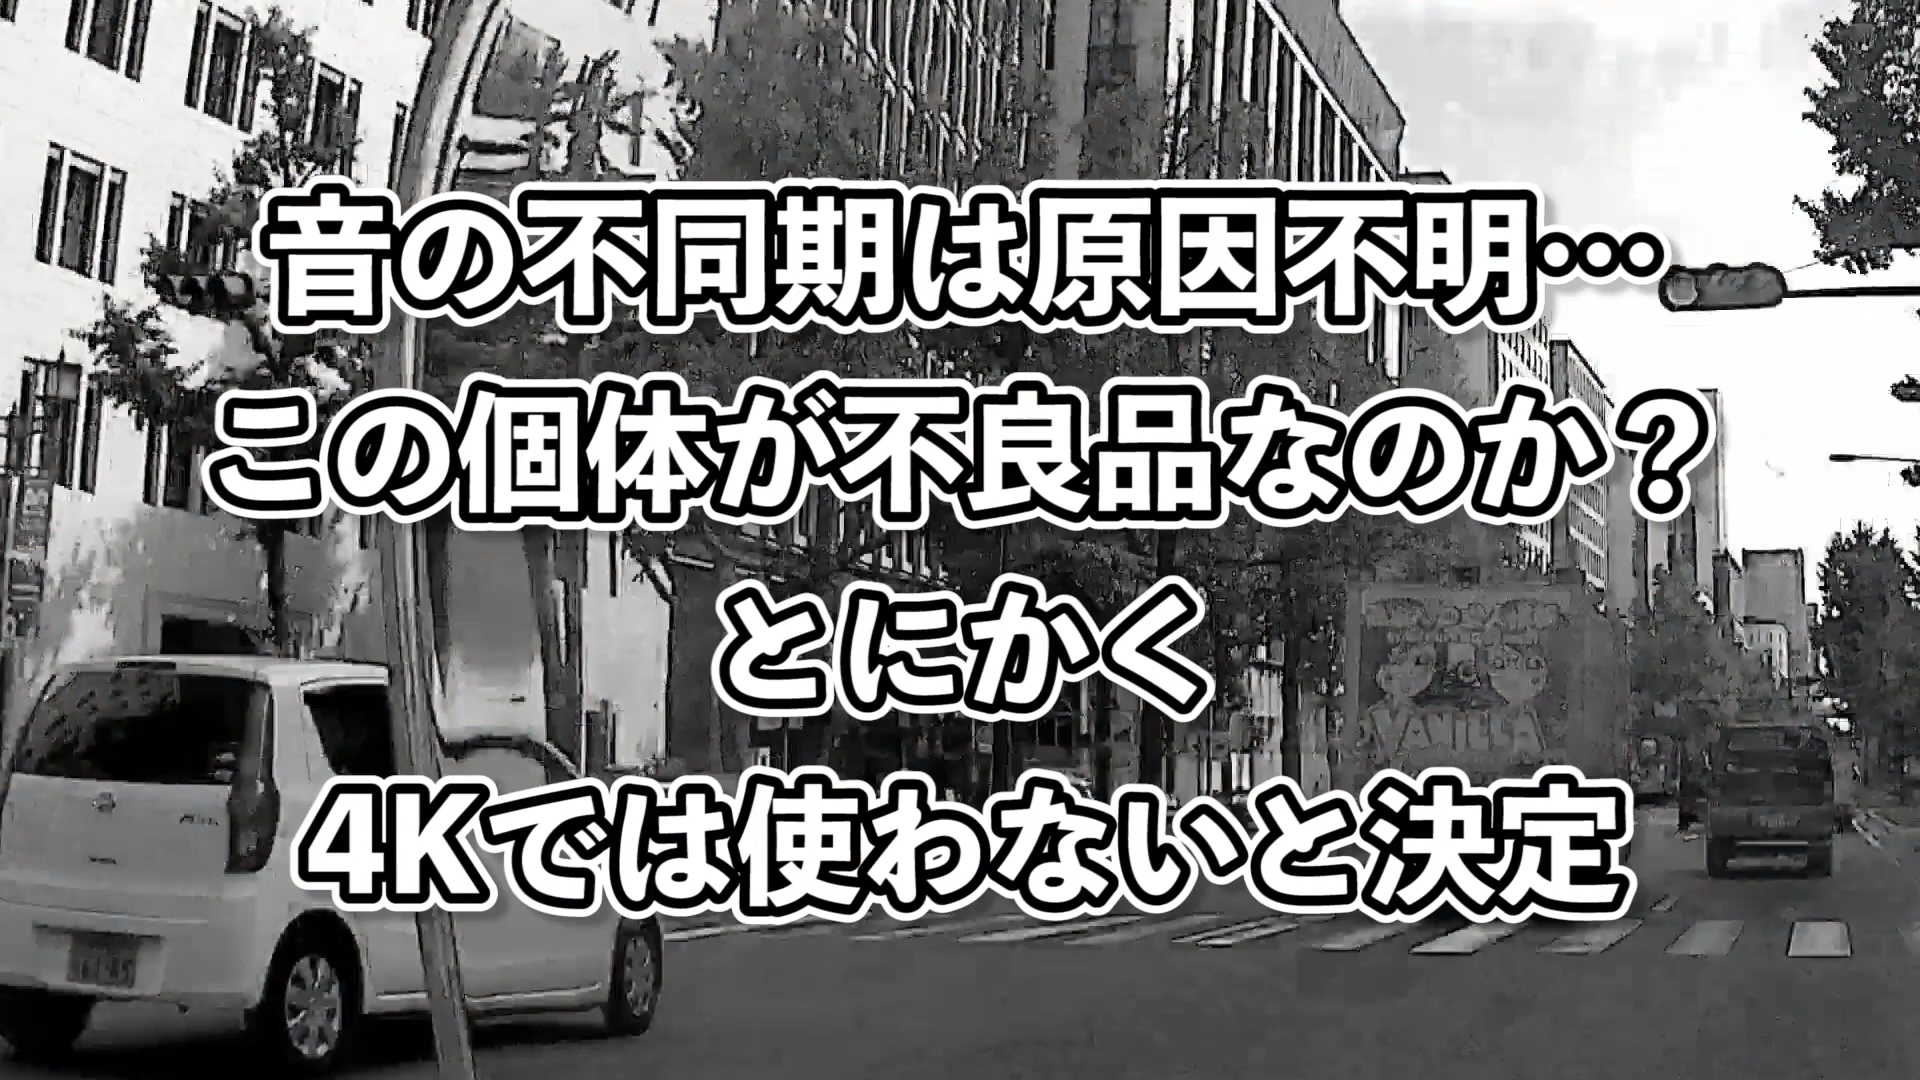 音の不同期は原因不明…
この個体が不良品なのか？
とにかく
4Kでは使わないと決定
VANILLA